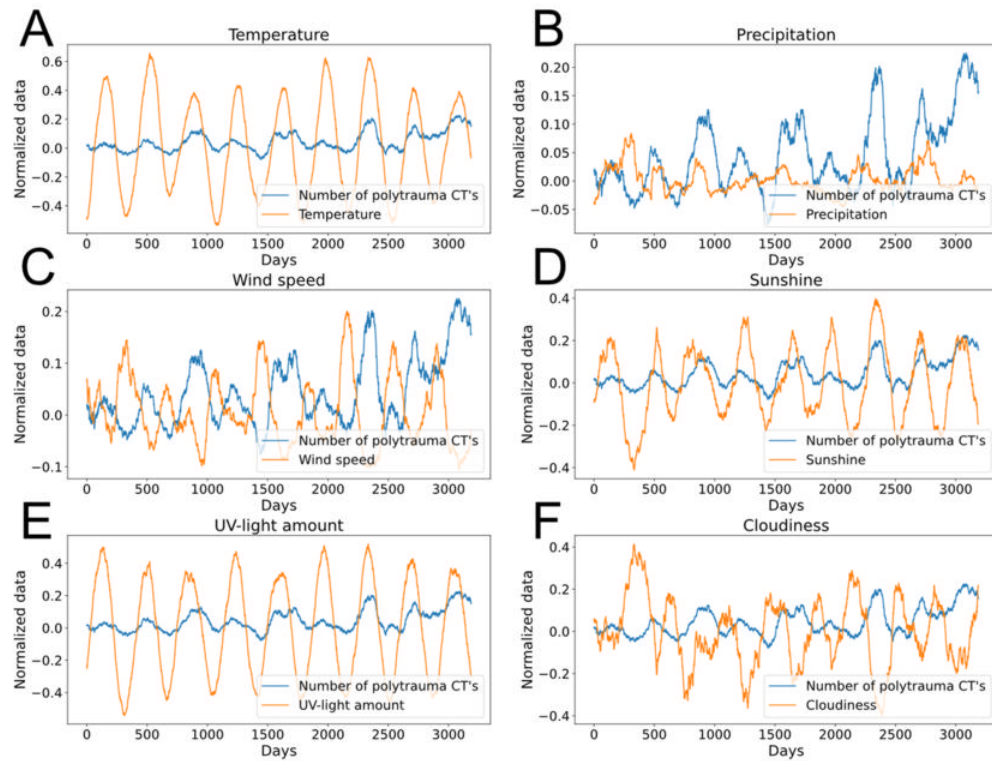 A
Temperature
Normalized data
0.6
0.4
0.2
0.0
−0.2
−0.4
Number of polytrauma CT's
Temperature
0 500 1000 1500 2000 2500 3000
Days
B
Precipitation
Normalized data
0.20
0.15
0.10
0.05
0.00
−0.05
Number of polytrauma CT's
Precipitation
0 500 1000 1500 2000 2500 3000
Days
C
Wind speed
Normalized data
0.2
0.1
0.0
−0.1
Number of polytrauma CT's
Wind speed
0 500 1000 1500 2000 2500 3000
Days
D
Sunshine
Normalized data
0.4
0.2
0.0
−0.2
−0.4
Number of polytrauma CT's
Sunshine
0 500 1000 1500 2000 2500 3000
Days
E
UV-light amount
Normalized data
0.4
0.2
0.0
−0.2
−0.4
Number of polytrauma CT's
UV-light amount
0 500 1000 1500 2000 2500 3000
Days
F
Cloudiness
Normalized data
0.4
0.2
0.0
−0.2
−0.4
Number of polytrauma CT's
Cloudiness
0 500 1000 1500 2000 2500 3000
Days